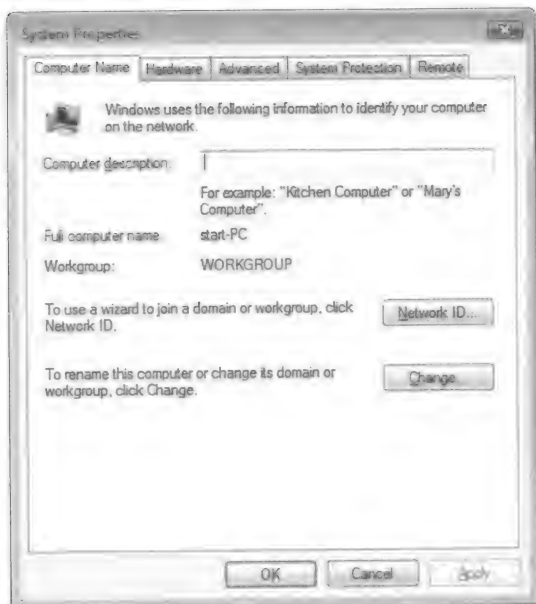 System Properties
Computer Name Hardware Advanced System Protection Remote
Windows uses the following information to identify your computer
on the network.
Computer description:
For example: "Kitchen Computer" or "Mary's
Computer".
Full computer name start-PC
Workgroup: WORKGROUP
To use a wizard to join a domain or workgroup, click
Network ID.
Network ID...
To rename this computer or change its domain or
workgroup, click Change.
Change...
OK Cancel Apply